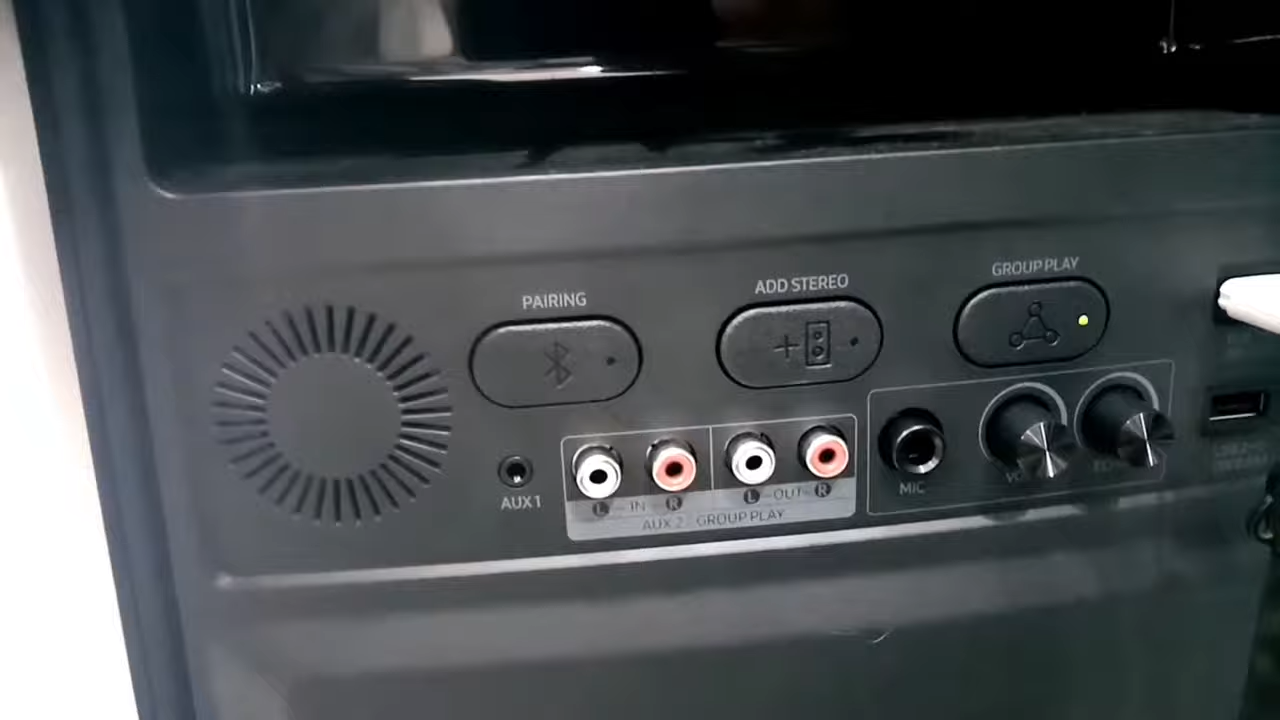 PAIRING
ADD STEREO
GROUP PLAY
AUX 1
L IN R
L OUT R
AUX 2 GROUP PLAY
MIC